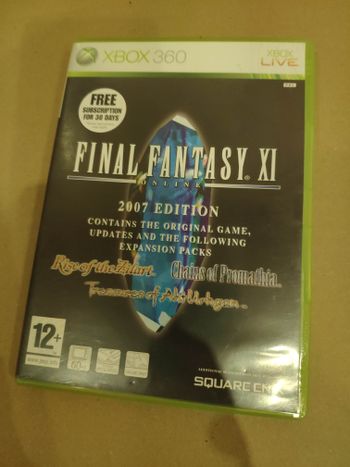 XBOX 360
XBOX
LIVE
FREE
SUBSCRIPTION
FOR 30 DAYS
FINAL FANTASY XI
ONLINE
2007 EDITION
CONTAINS THE ORIGINAL GAME,
UPDATES AND THE FOLLOWING
EXPANSION PACKS
Rise of the Zilart
Chains of Promathia
Treasures of Aht Urhgan
12+
SQUARE EN